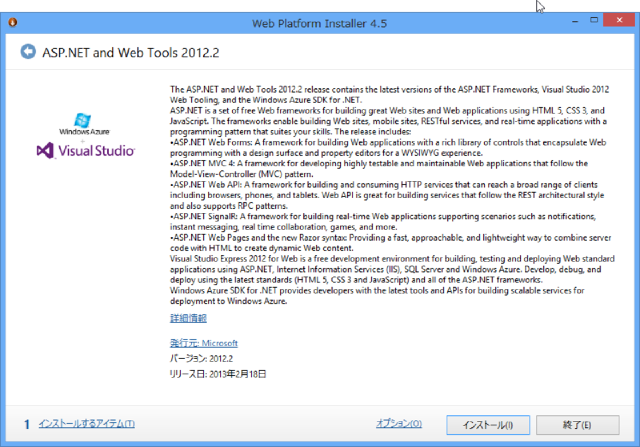 Web Platform Installer 4.5
ASP.NET and Web Tools 2012.2
The ASP.NET and Web Tools 2012.2 release contains the latest versions of the ASP.NET Frameworks, Visual Studio 2012
Web Tooling, and the Windows Azure SDK for .NET.
ASP.NET is a set of free Web frameworks for building great Web sites and Web applications using HTML 5, CSS 3, and
JavaScript. The frameworks enable building Web sites, mobile sites, RESTful services, and real-time applications with a
programming pattern that suites your skills. The release includes:
•ASP.NET Web Forms: A framework for building Web applications with a rich library of controls that encapsulate Web
programming with a design surface and property editors for a WYSIWYG experience.
•ASP.NET MVC 4: A framework for developing highly testable and maintainable Web applications that follow the
Model-View-Controller (MVC) pattern.
•ASP.NET Web API: A framework for building and consuming HTTP services that can reach a broad range of clients
including browsers, phones, and tablets. Web API is great for building services that follow the REST architectural style
and also supports RPC patterns.
•ASP.NET SignalR: A framework for building real-time Web applications supporting scenarios such as notifications,
instant messaging, real time collaboration, games, and more.
•ASP.NET Web Pages and the new Razor syntax: Providing a fast, approachable, and lightweight way to combine server
code with HTML to create dynamic Web content.
Visual Studio Express 2012 for Web is a free development environment for building, testing and deploying Web standard
applications using ASP.NET, Internet Information Services (IIS), SQL Server and Windows Azure. Develop, debug, and
deploy using the latest standards (HTML 5, CSS 3 and JavaScript) and all of the ASP.NET frameworks.
Windows Azure SDK for .NET provides developers with the latest tools and APIs for building scalable services for
deployment to Windows Azure.
Windows Azure
Visual Studio
詳細情報
発行元: Microsoft
バージョン: 2012.2
リリース日: 2013年2月18日
1 インストールするアイテム(T)
オプション(O)
インストール(I)
終了(E)